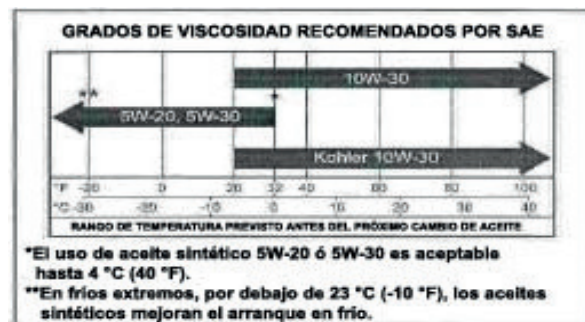 GRADOS DE VISCOSIDAD RECOMENDADOS POR SAE
10W-30
** *
5W-20, 5W-30
Kohler 10W-30
°F -20 0 20 32 40 60 80 100
°C -30 -20 -10 0 10 20 30 40
RANGO DE TEMPERATURA PREVISTO ANTES DEL PRÓXIMO CAMBIO DE ACEITE
*El uso de aceite sintético 5W-20 ó 5W-30 es aceptable
hasta 4 °C (40 °F).
**En fríos extremos, por debajo de 23 °C (-10 °F), los aceites
sintéticos mejoran el arranque en frío.